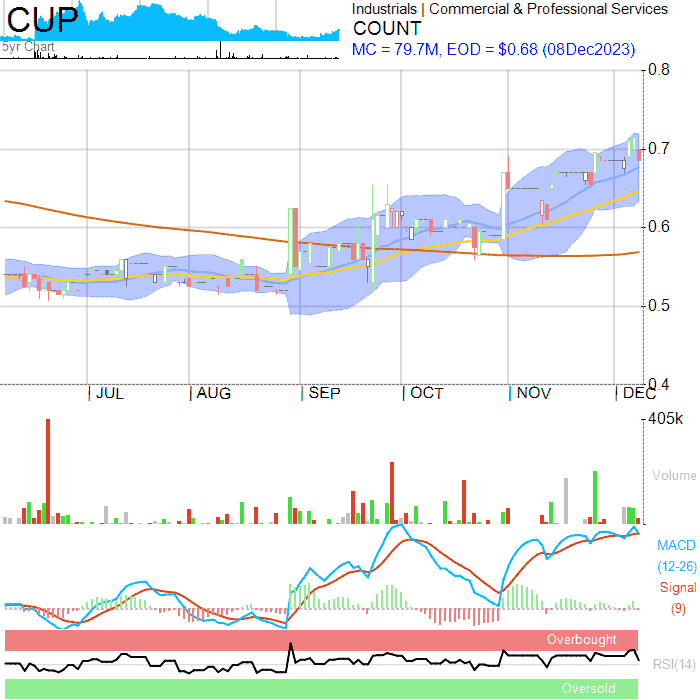 CUP
5yr Chart
Industrials | Commercial & Professional Services
COUNT
MC = 79.7M, EOD = $0.68 (08Dec2023)
0.8
0.7
0.6
0.5
0.4
JUL
AUG
SEP
OCT
NOV
DEC
405k
Volume
MACD
(12-26)
Signal
(9)
Overbought
RSI(14)
Oversold